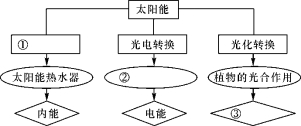 太阳能
① 光电转换 光化转换
太阳能热水器 ② 植物的光合作用
内能 电能 ③